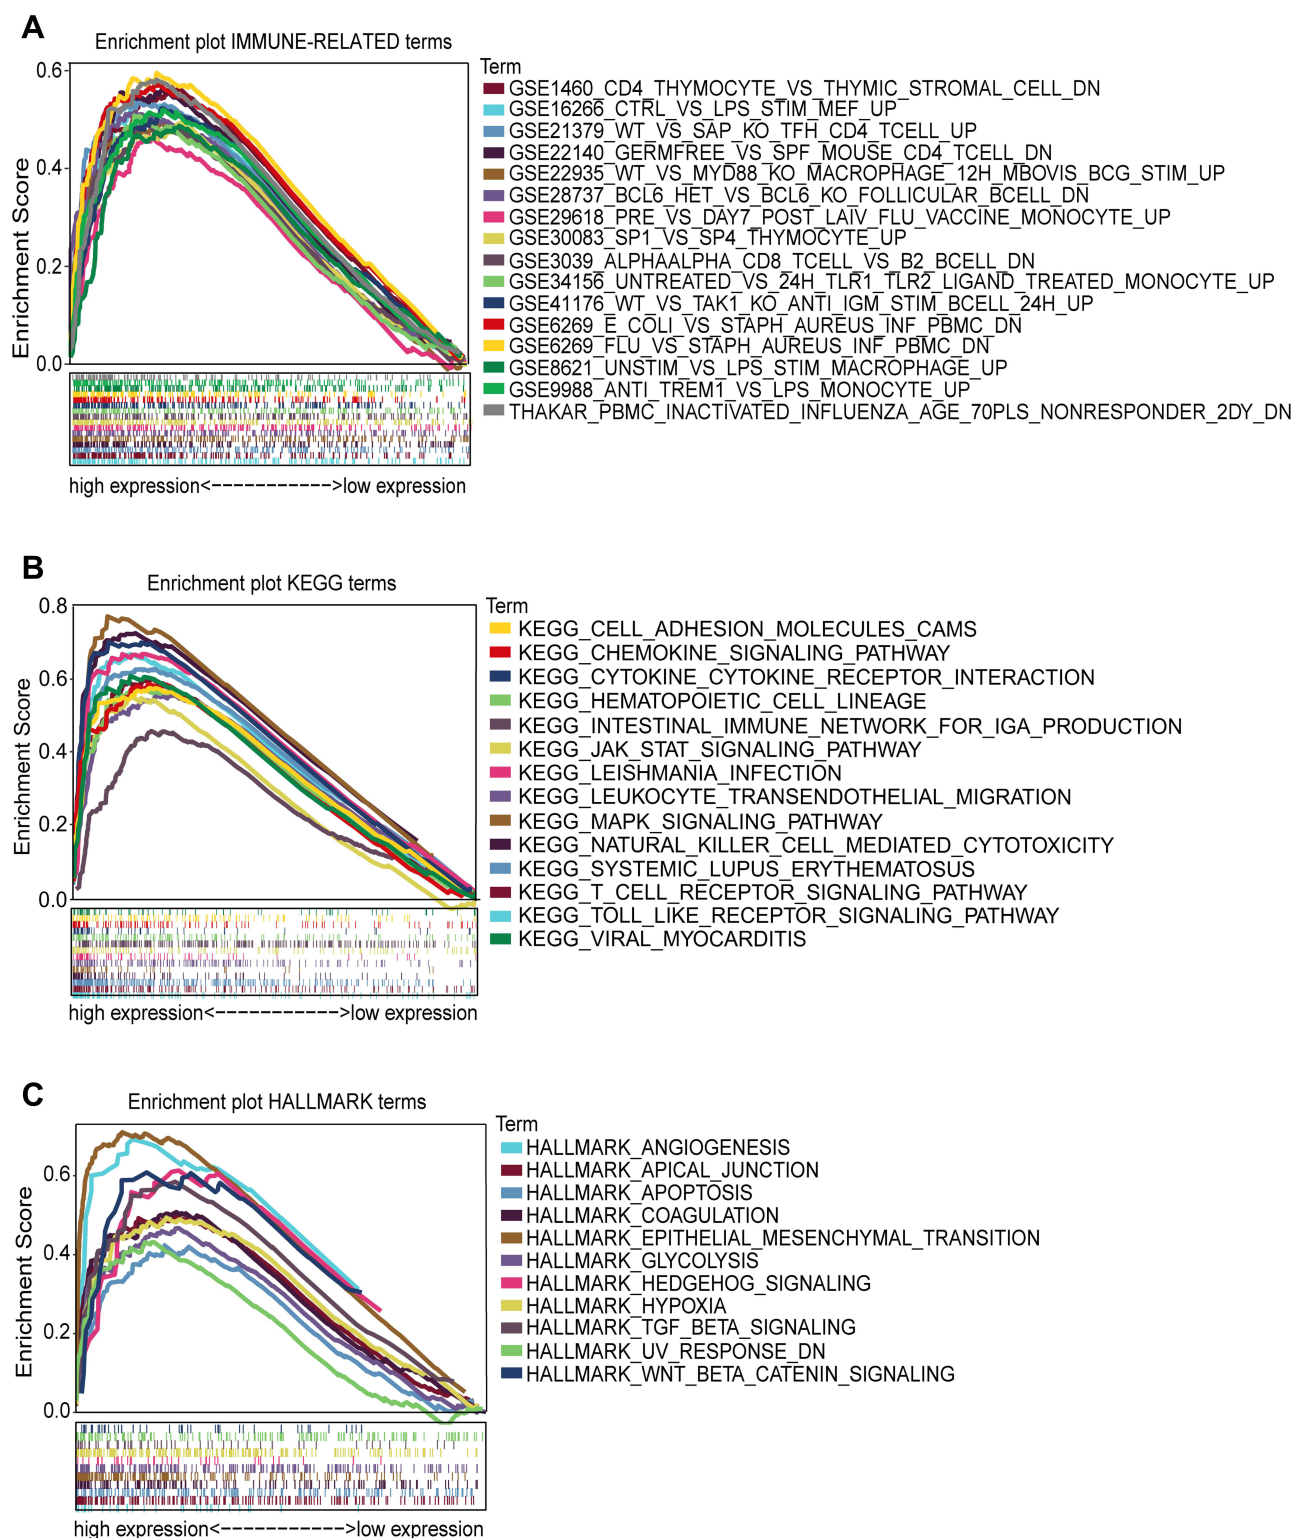 A
Enrichment plot IMMUNE-RELATED terms
Enrichment Score
0.6
0.4
0.2
0.0
Term
GSE1460_CD4_THYMOCYTE_VS_THYMIC_STROMAL_CELL_DN
GSE16266_CTRL_VS_LPS_STIM_MEF_UP
GSE21379_WT_VS_SAP_KO_TFH_CD4_TCELL_UP
GSE22140_GERMFREE_VS_SPF_MOUSE_CD4_TCELL_DN
GSE22935_WT_VS_MYD88_KO_MACROPHAGE_12H_MBOVIS_BCG_STIM_UP
GSE28737_BCL6_HET_VS_BCL6_KO_FOLLICULAR_BCELL_DN
GSE29618_PRE_VS_DAY7_POST_LAIV_FLU_VACCINE_MONOCYTE_UP
GSE30083_SP1_VS_SP4_THYMOCYTE_UP
GSE3039_ALPHAALPHA_CD8_TCELL_VS_B2_BCELL_DN
GSE34156_UNTREATED_VS_24H_TLR1_TLR2_LIGAND_TREATED_MONOCYTE_UP
GSE41176_WT_VS_TAK1_KO_ANTI_IGM_STIM_BCELL_24H_UP
GSE6269_E_COLI_VS_STAPH_AUREUS_INF_PBMC_DN
GSE6269_FLU_VS_STAPH_AUREUS_INF_PBMC_DN
GSE8621_UNSTIM_VS_LPS_STIM_MACROPHAGE_UP
GSE9988_ANTI_TREM1_VS_LPS_MONOCYTE_UP
THAKAR_PBMC_INACTIVATED_INFLUENZA_AGE_70PLS_NONRESPONDER_2DY_DN
high expression<------------>low expression
B
Enrichment plot KEGG terms
Enrichment Score
0.8
0.6
0.4
0.2
0.0
Term
KEGG_CELL_ADHESION_MOLECULES_CAMS
KEGG_CHEMOKINE_SIGNALING_PATHWAY
KEGG_CYTOKINE_CYTOKINE_RECEPTOR_INTERACTION
KEGG_HEMATOPOIETIC_CELL_LINEAGE
KEGG_INTESTINAL_IMMUNE_NETWORK_FOR_IGA_PRODUCTION
KEGG_JAK_STAT_SIGNALING_PATHWAY
KEGG_LEISHMANIA_INFECTION
KEGG_LEUKOCYTE_TRANSENDOTHELIAL_MIGRATION
KEGG_MAPK_SIGNALING_PATHWAY
KEGG_NATURAL_KILLER_CELL_MEDIATED_CYTOTOXICITY
KEGG_SYSTEMIC_LUPUS_ERYTHEMATOSUS
KEGG_T_CELL_RECEPTOR_SIGNALING_PATHWAY
KEGG_TOLL_LIKE_RECEPTOR_SIGNALING_PATHWAY
KEGG_VIRAL_MYOCARDITIS
high expression<------------>low expression
C
Enrichment plot HALLMARK terms
Enrichment Score
0.6
0.4
0.2
0.0
Term
HALLMARK_ANGIOGENESIS
HALLMARK_APICAL_JUNCTION
HALLMARK_APOPTOSIS
HALLMARK_COAGULATION
HALLMARK_EPITHELIAL_MESENCHYMAL_TRANSITION
HALLMARK_GLYCOLYSIS
HALLMARK_HEDGEHOG_SIGNALING
HALLMARK_HYPOXIA
HALLMARK_TGF_BETA_SIGNALING
HALLMARK_UV_RESPONSE_DN
HALLMARK_WNT_BETA_CATENIN_SIGNALING
high expression<------------>low expression